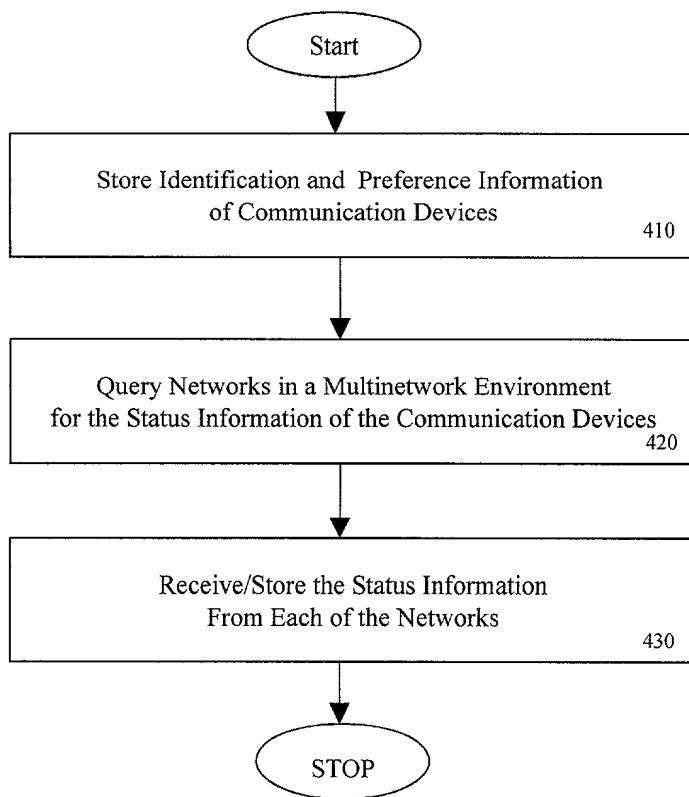 Start
Store Identification and Preference Information
of Communication Devices
410
Query Networks in a Multinetwork Environment
for the Status Information of the Communication Devices
420
Receive/Store the Status Information
From Each of the Networks
430
STOP